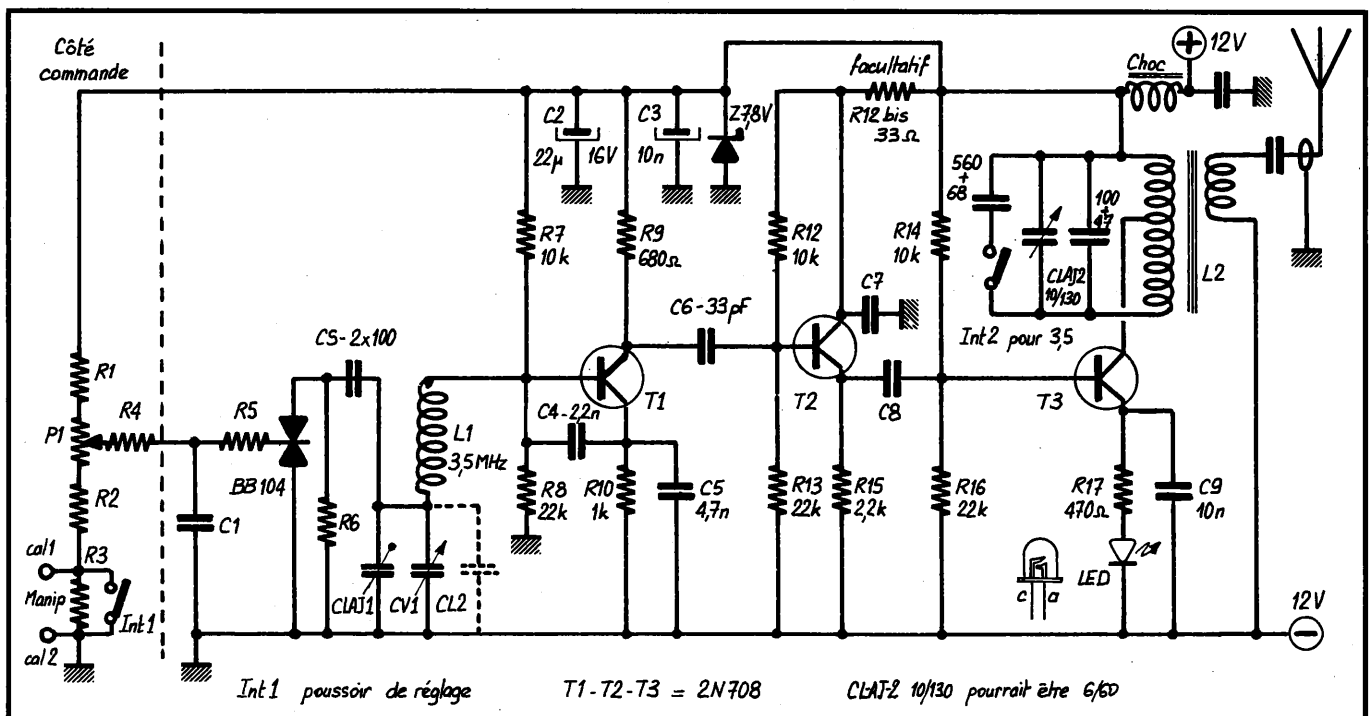 Côté
commande
12V
Choc
facultatif
C2
22µ
16V
C3
10n
Z7,8V
R12 bis
33Ω
560
+
68
100
+
47
R7
10k
R9
680Ω
R12
10k
R14
10k
CLAJ2
10/130
L2
C6-33pF
C7
Int2 pour 3,5
C5-2x100
R1
R4
P1
R5
BB104
L1
3,5MHz
T1
C4-2,2n
T2
C8
T3
R2
C1
R6
R8
22k
R10
1k
C5
4,7n
R13
22k
R15
2,2k
R16
22k
R17
470Ω
C9
10n
cal1
R3
Manip
Int1
cal2
CLAJ1
CV1
CL2
c
a
LED
12V
Int1 poussoir de réglage
T1-T2-T3 = 2N708
CLAJ-2 10/130 pourrait être 6/60